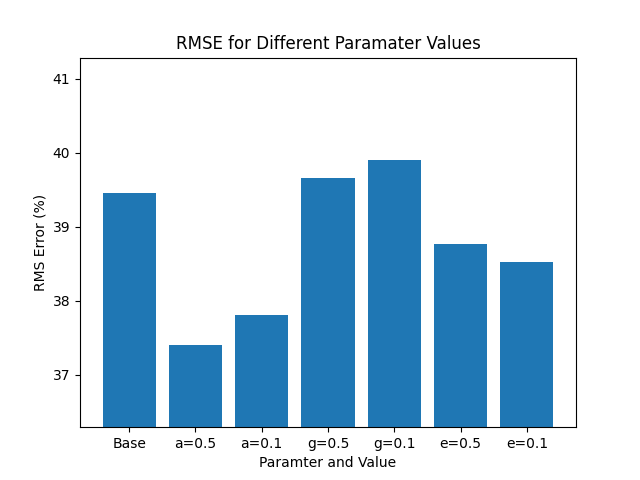 RMSE for Different Paramater Values
41
40
39
38
37
RMS Error (%)
Base a=0.5 a=0.1 g=0.5 g=0.1 e=0.5 e=0.1
Paramter and Value